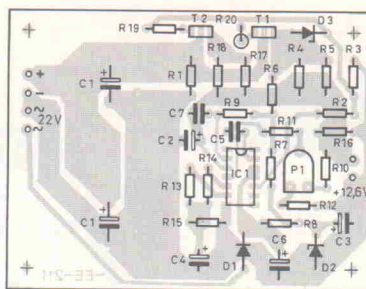 R19 T2 R20 T1 D3
R18 R17 R4 R5 R3
+ C1 R1 R6
-
~ 22V C7 R9 R2
~ C2 C5 R11 R16
R14 R7 R10
IC1 P1 +12,6V
R13 R12
C1 R15 R8 C3
C4 D1 C6 D2
EE-211